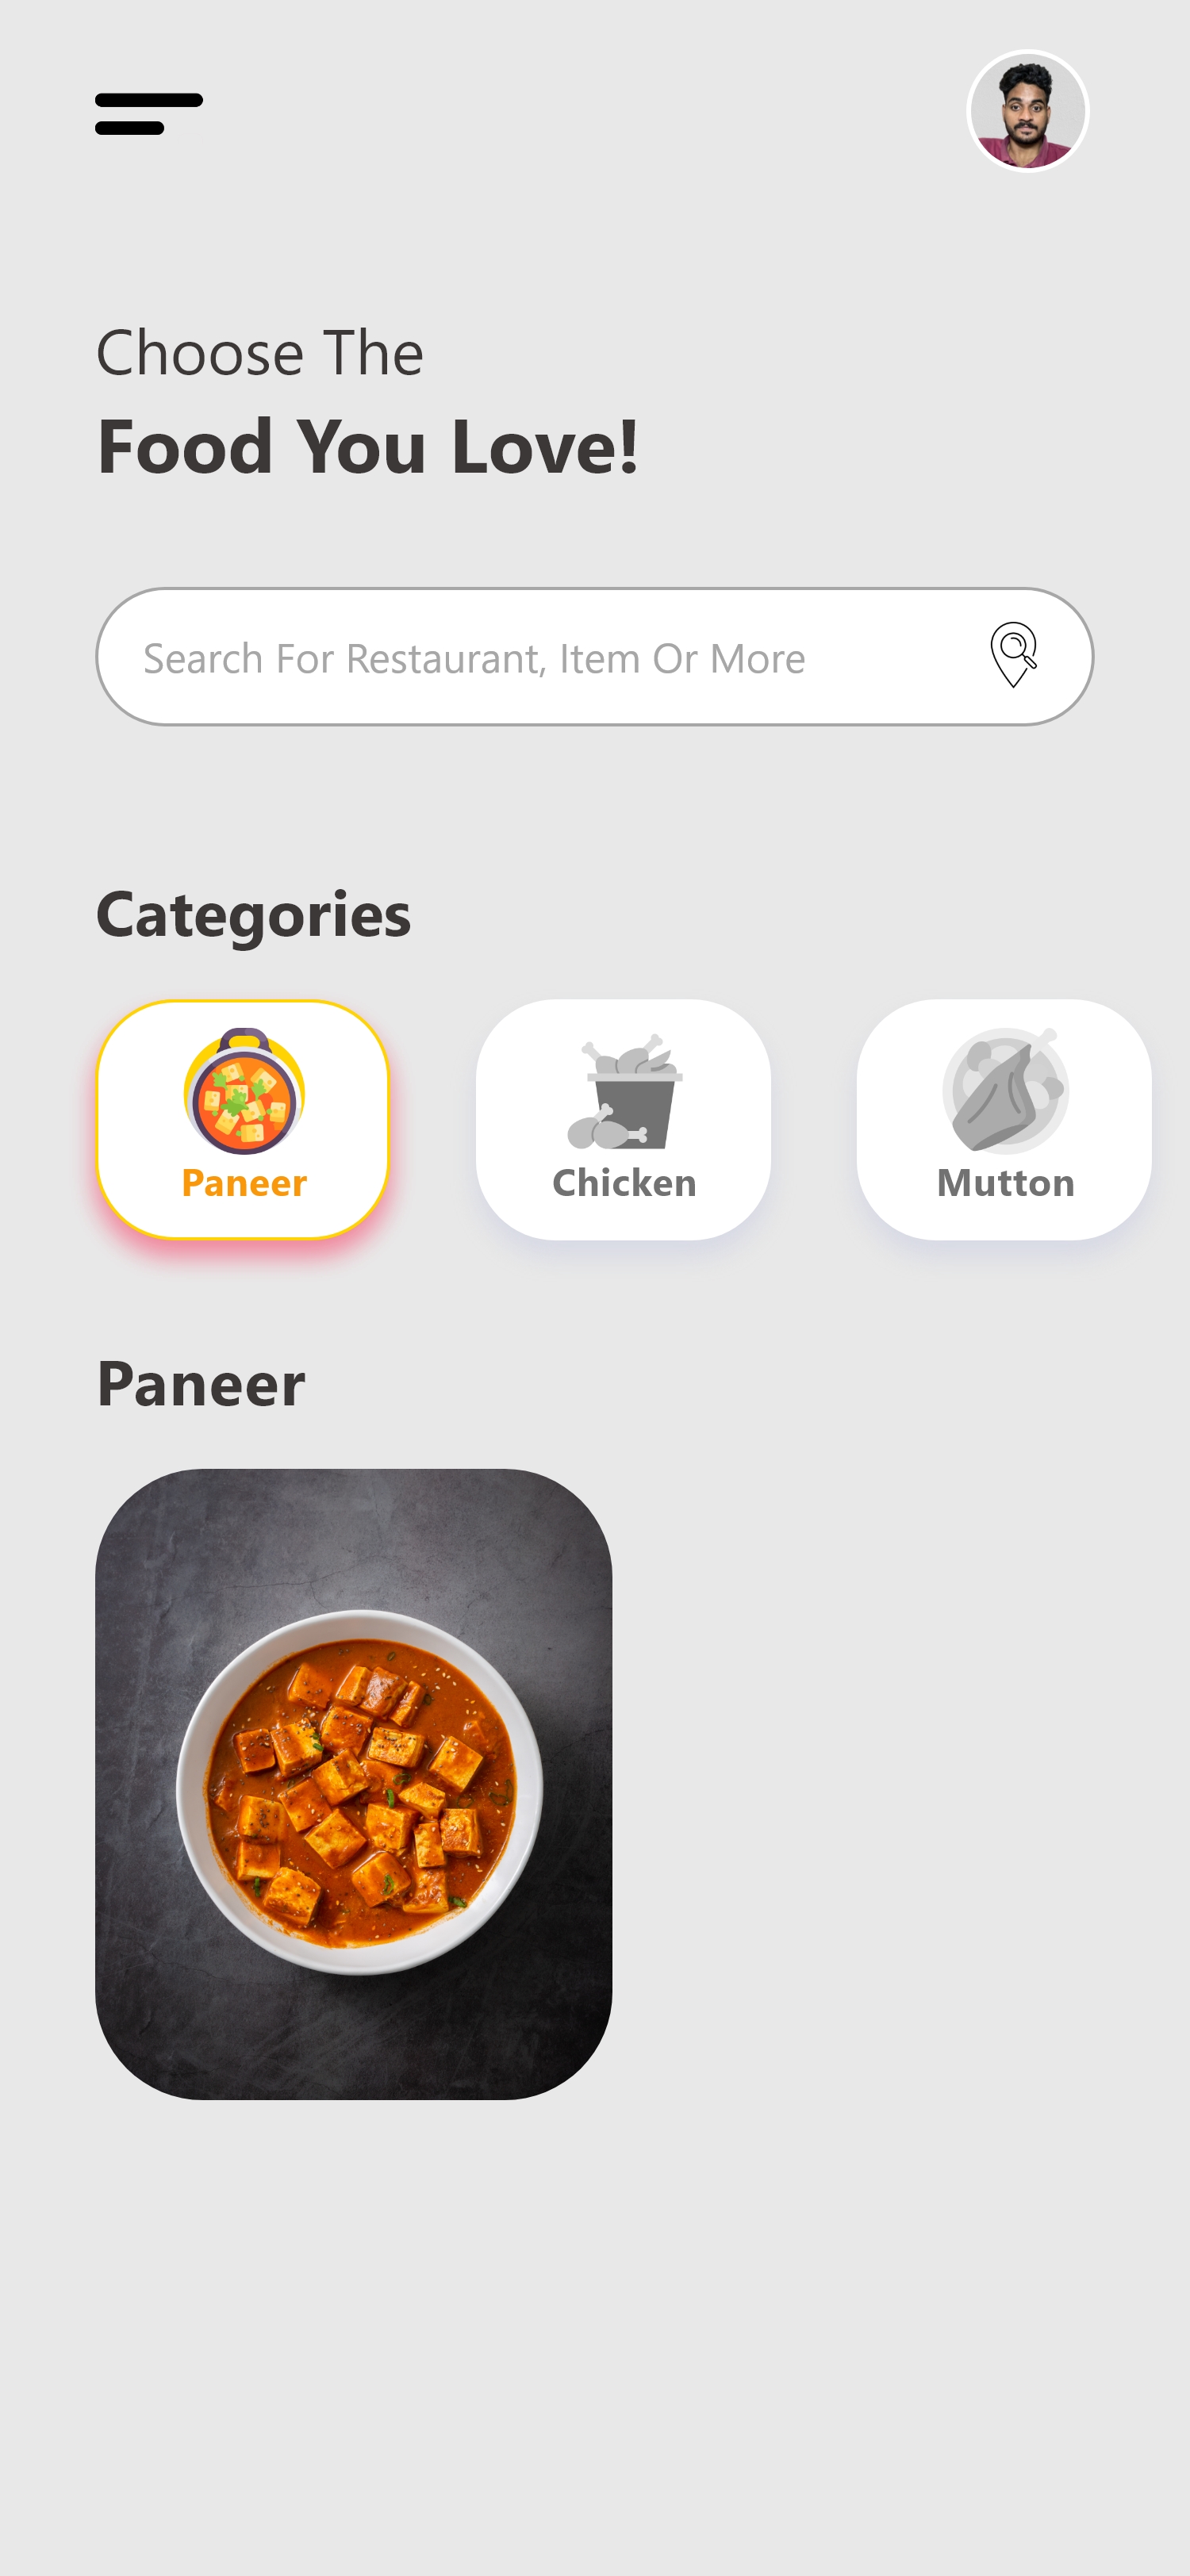 Choose The
Food You Love!
Search For Restaurant, Item Or More
Categories
Paneer
Chicken
Mutton
Paneer